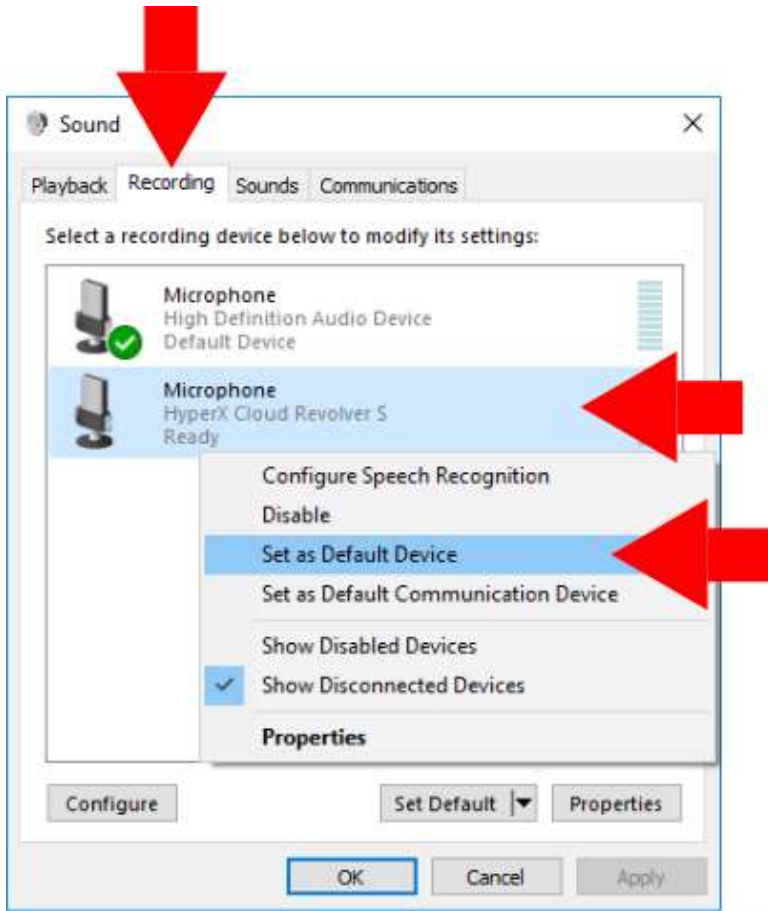 Sound
Playback Recording Sounds Communications
Select a recording device below to modify its settings:
Microphone
High Definition Audio Device
Default Device
Microphone
HyperX Cloud Revolver S
Ready
Configure Speech Recognition
Disable
Set as Default Device
Set as Default Communication Device
Show Disabled Devices
Show Disconnected Devices
Properties
Configure Set Default Properties
OK Cancel Apply